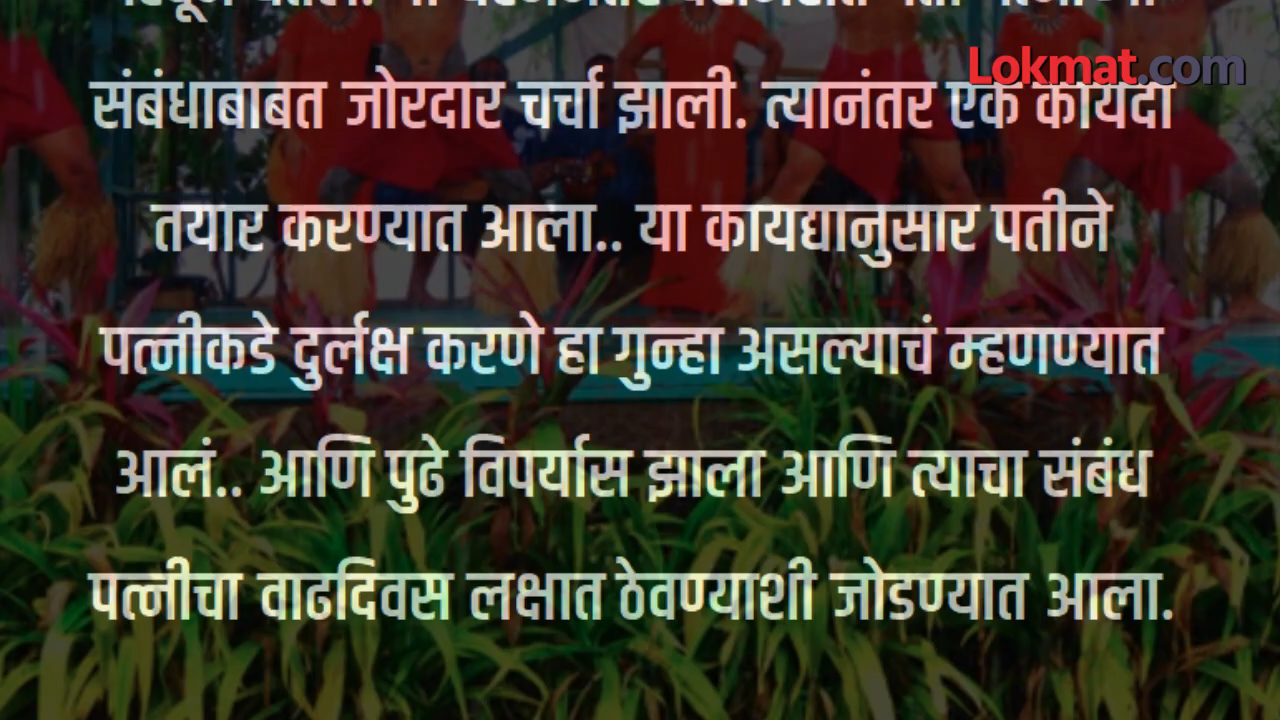 Lokmat.com
संबंधाबाबत जोरदार चर्चा झाली. त्यानंतर एक कायदा
तयार करण्यात आला.. या कायद्यानुसार पतीने
पत्नीकडे दुर्लक्ष करणे हा गुन्हा असल्याचं म्हणण्यात
आलं.. आणि पुढे विपर्यास झाला आणि त्याचा संबंध
पत्नीचा वाढदिवस लक्षात ठेवण्याशी जोडण्यात आला.